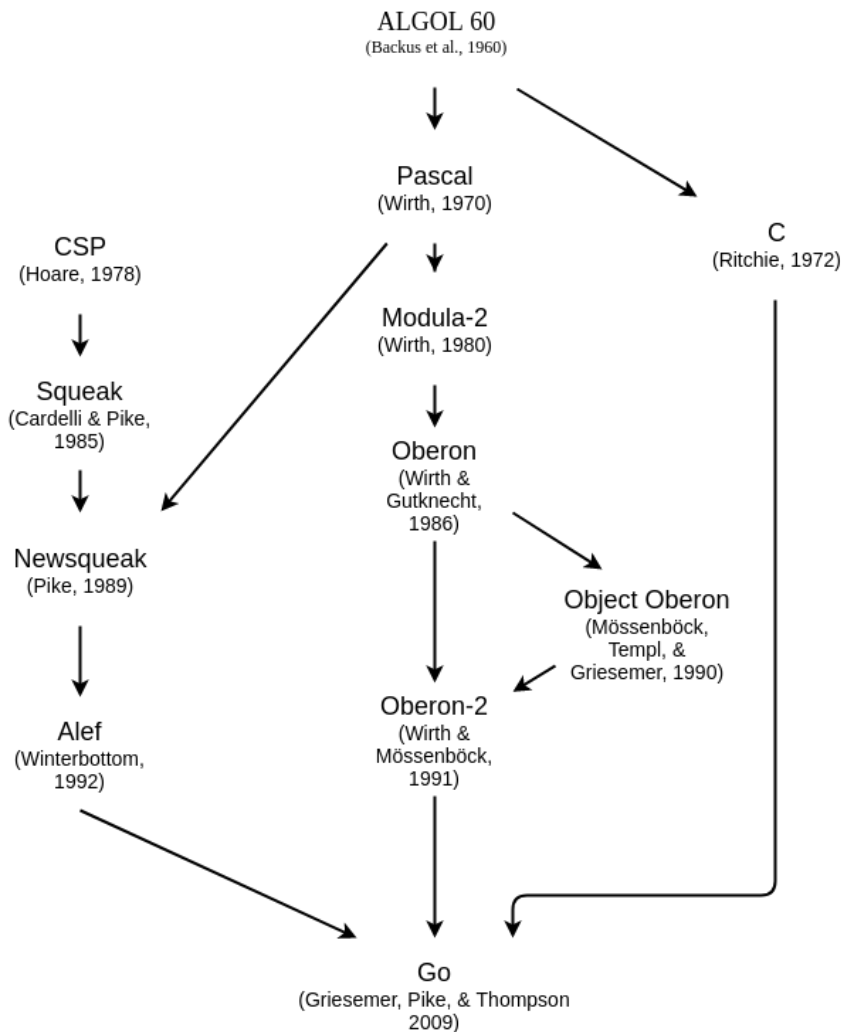 ALGOL 60
(Backus et al., 1960)
Pascal
(Wirth, 1970)
CSP
(Hoare, 1978)
C
(Ritchie, 1972)
Modula-2
(Wirth, 1980)
Squeak
(Cardelli & Pike,
1985)
Oberon
(Wirth &
Gutknecht,
1986)
Newsqueak
(Pike, 1989)
Object Oberon
(Mössenböck,
Templ, &
Griesemer, 1990)
Oberon-2
(Wirth &
Mössenböck,
1991)
Alef
(Winterbottom,
1992)
Go
(Griesemer, Pike, & Thompson
2009)